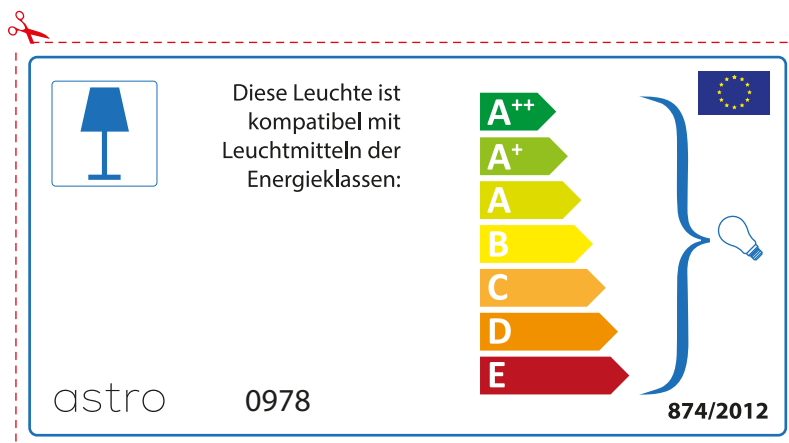 Diese Leuchte ist
kompatibel mit
Leuchtmitteln der
Energieklassen:
A++
A+
A
B
C
D
E
astro
0978
874/2012